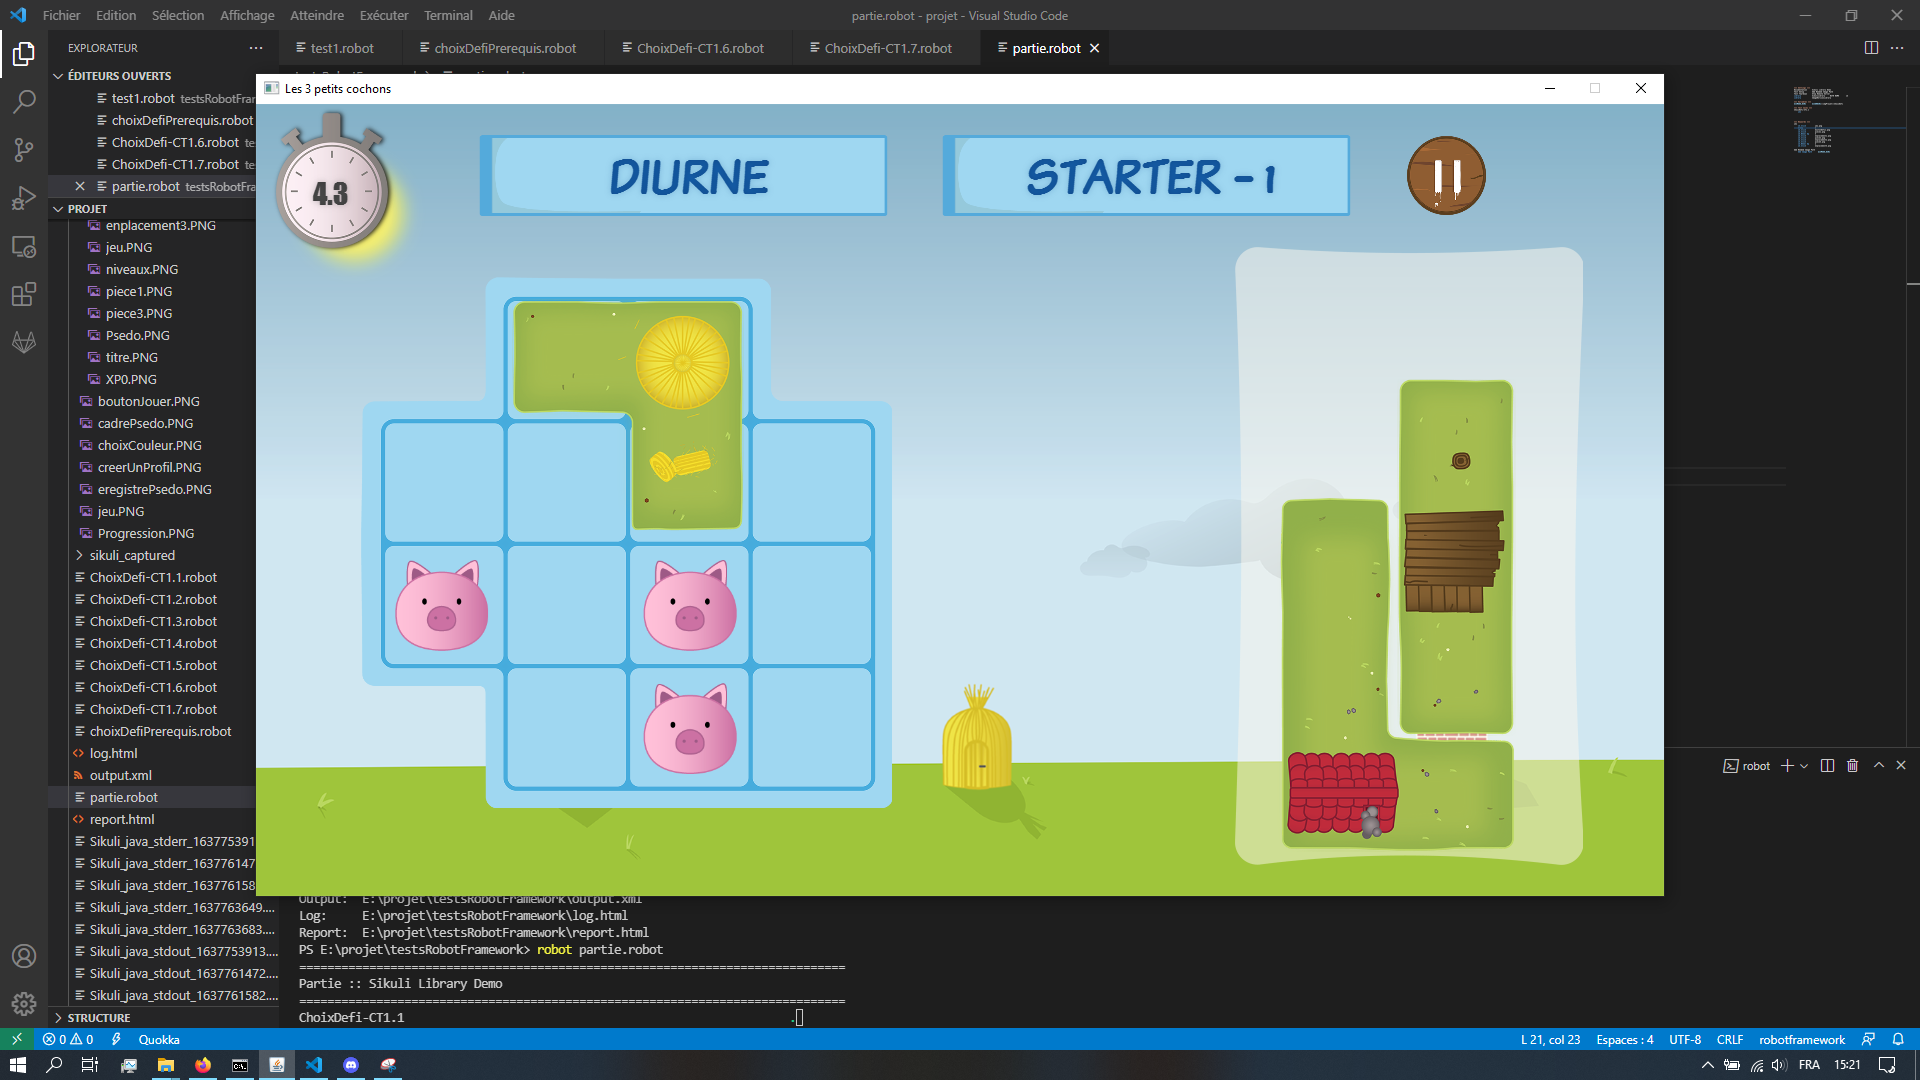 Fichier Edition Sélection Affichage Atteindre Exécuter Terminal Aide
partie.robot - projet - Visual Studio Code
EXPLORATEUR
test1.robot choixDefiPrerequis.robot ChoixDefi-CT1.6.robot ChoixDefi-CT1.7.robot partie.robot
ÉDITEURS OUVERTS
test1.robot testsRobotFrar
choixDefiPrerequis.robot
ChoixDefi-CT1.6.robot te
ChoixDefi-CT1.7.robot te
partie.robot testsRobotFra
PROJET
enplacement3.PNG
jeu.PNG
niveaux.PNG
piece1.PNG
piece3.PNG
Psedo.PNG
titre.PNG
XP0.PNG
boutonJouer.PNG
cadrePsedo.PNG
choixCouleur.PNG
creerUnProfil.PNG
eregistrePsedo.PNG
jeu.PNG
Progression.PNG
sikuli_captured
ChoixDefi-CT1.1.robot
ChoixDefi-CT1.2.robot
ChoixDefi-CT1.3.robot
ChoixDefi-CT1.4.robot
ChoixDefi-CT1.5.robot
ChoixDefi-CT1.6.robot
ChoixDefi-CT1.7.robot
choixDefiPrerequis.robot
log.html
output.xml
partie.robot
report.html
Sikuli_java_stderr_163775391
Sikuli_java_stderr_163776147
Sikuli_java_stderr_163776158
Sikuli_java_stderr_1637763649....
Sikuli_java_stderr_1637763683....
Sikuli_java_stdout_1637753913....
Sikuli_java_stdout_1637761472....
Sikuli_java_stdout_1637761582....
STRUCTURE
Les 3 petits cochons
4.3
DIURNE
STARTER - 1
robot
Output: E:\projet\testsRobotFramework\output.xml
Log: E:\projet\testsRobotFramework\log.html
Report: E:\projet\testsRobotFramework\report.html
PS E:\projet\testsRobotFramework> robot partie.robot
==============================================================================
Partie :: Sikuli Library Demo
==============================================================================
ChoixDefi-CT1.1 .
0 0 Quokka
L 21, col 23 Espaces : 4 UTF-8 CRLF robotframework
FRA 15:21